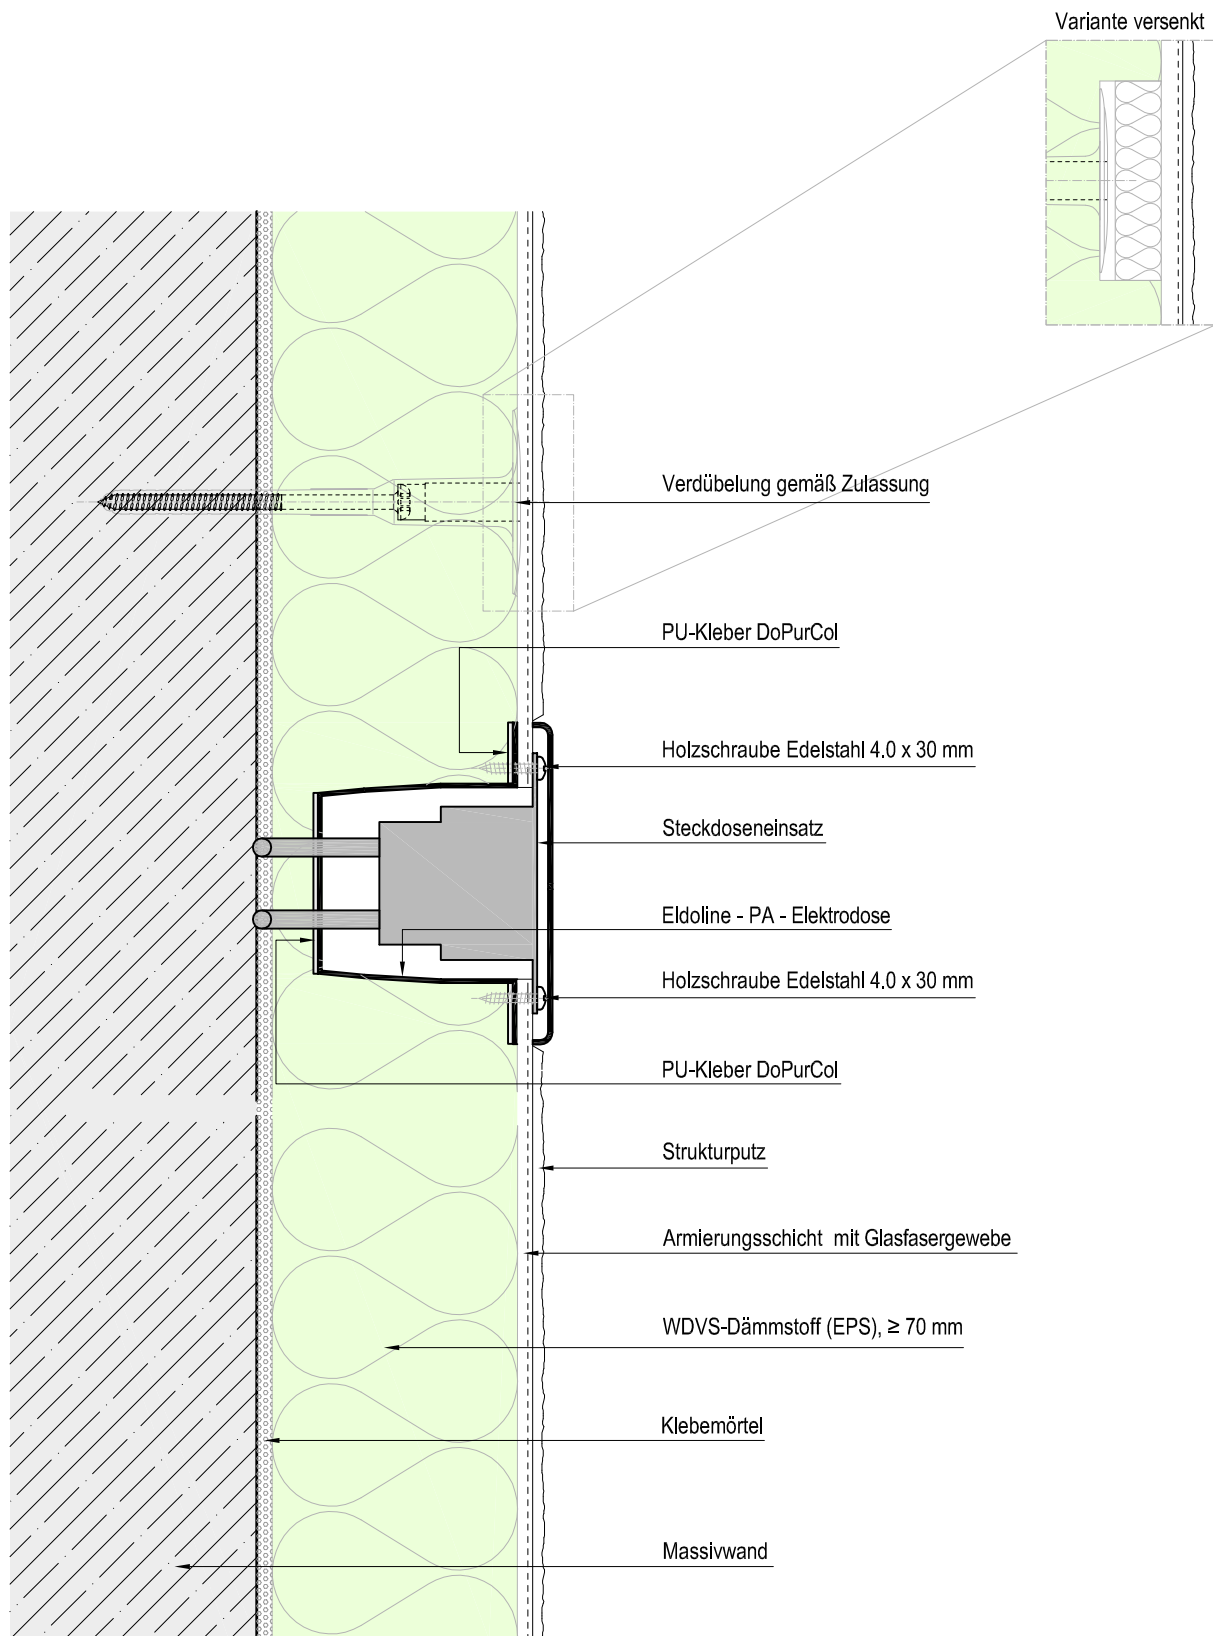 Variante versenkt
Verdübelung gemäß Zulassung
PU-Kleber DoPurCol
Holzschraube Edelstahl 4.0 x 30 mm
Steckdoseneinsatz
Eldoline - PA - Elektrodose
Holzschraube Edelstahl 4.0 x 30 mm
PU-Kleber DoPurCol
Strukturputz
Armierungsschicht mit Glasfasergewebe
WDVS-Dämmstoff (EPS), ≥ 70 mm
Klebemörtel
Massivwand